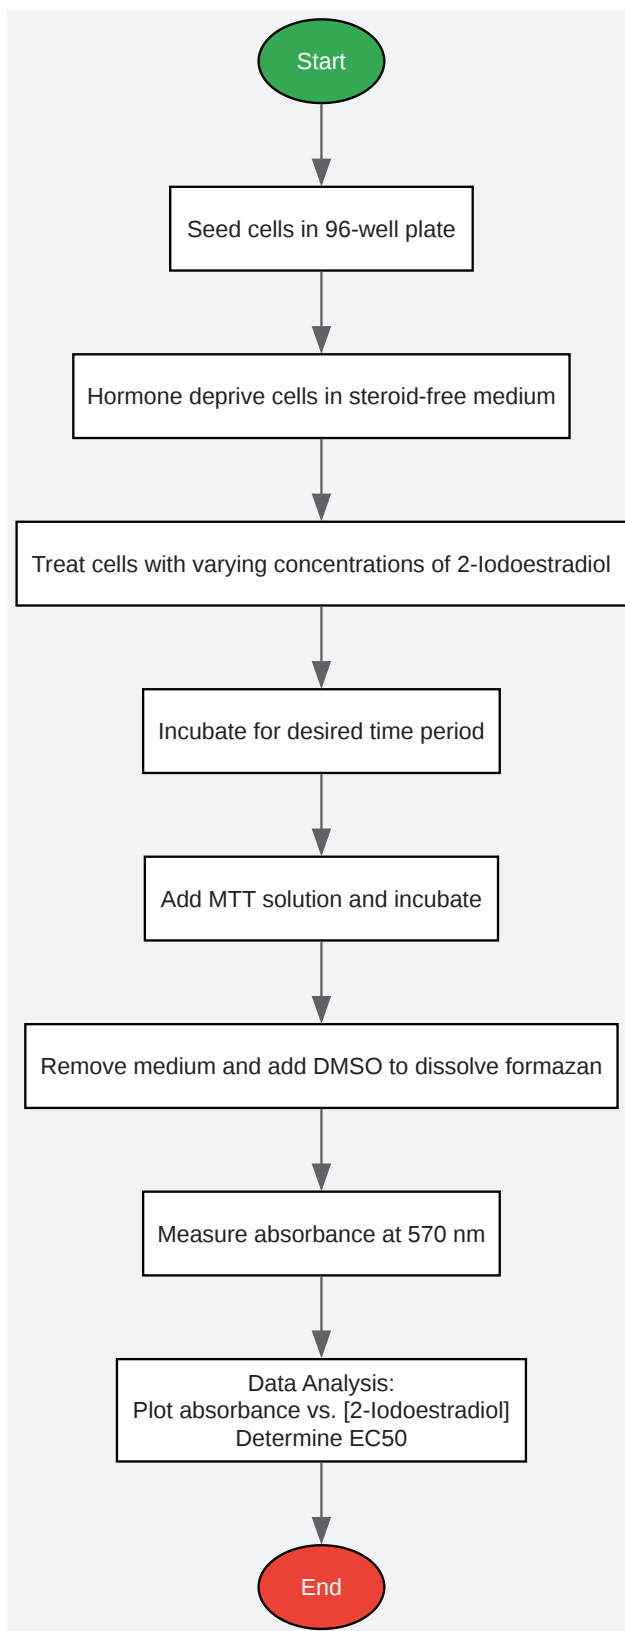 Start
Seed cells in 96-well plate
Hormone deprive cells in steroid-free medium
Treat cells with varying concentrations of 2-Iodoestradiol
Incubate for desired time period
Add MTT solution and incubate
Remove medium and add DMSO to dissolve formazan
Measure absorbance at 570 nm
Data Analysis:
Plot absorbance vs. [2-Iodoestradiol]
Determine EC50
End